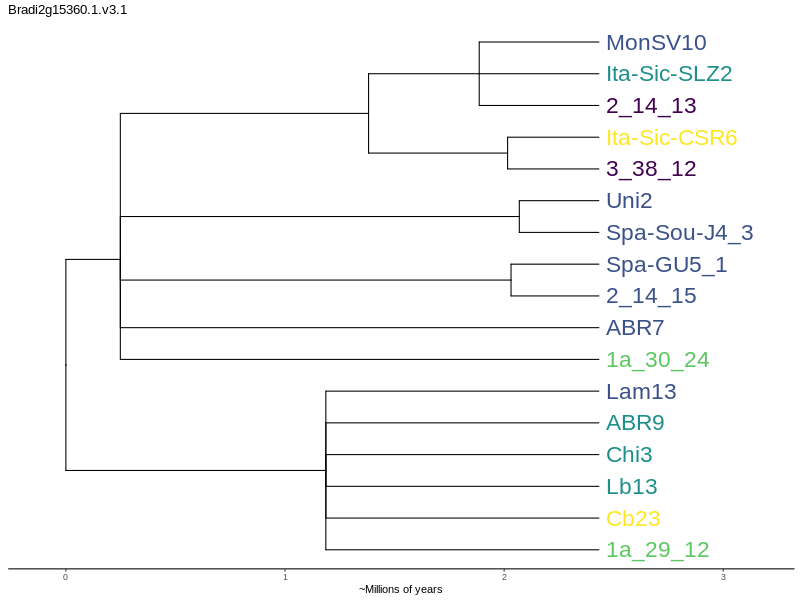 Bradi2g15360.1.v3.1
MonSV10
Ita-Sic-SLZ2
2_14_13
Ita-Sic-CSR6
3_38_12
Uni2
Spa-Sou-J4_3
Spa-GU5_1
2_14_15
ABR7
1a_30_24
Lam13
ABR9
Chi3
Lb13
Cb23
1a_29_12
0 1 2 3
~Millions of years